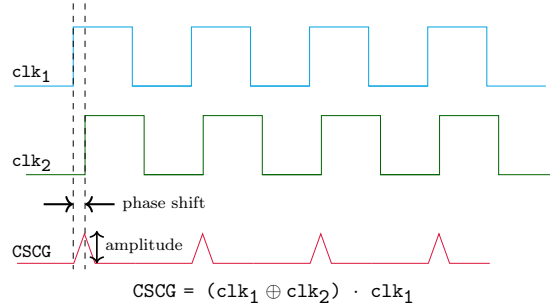 clk₁
clk₂
phase shift
CSCG
amplitude
CSCG = (clk₁ ⊕ clk₂) · clk₁